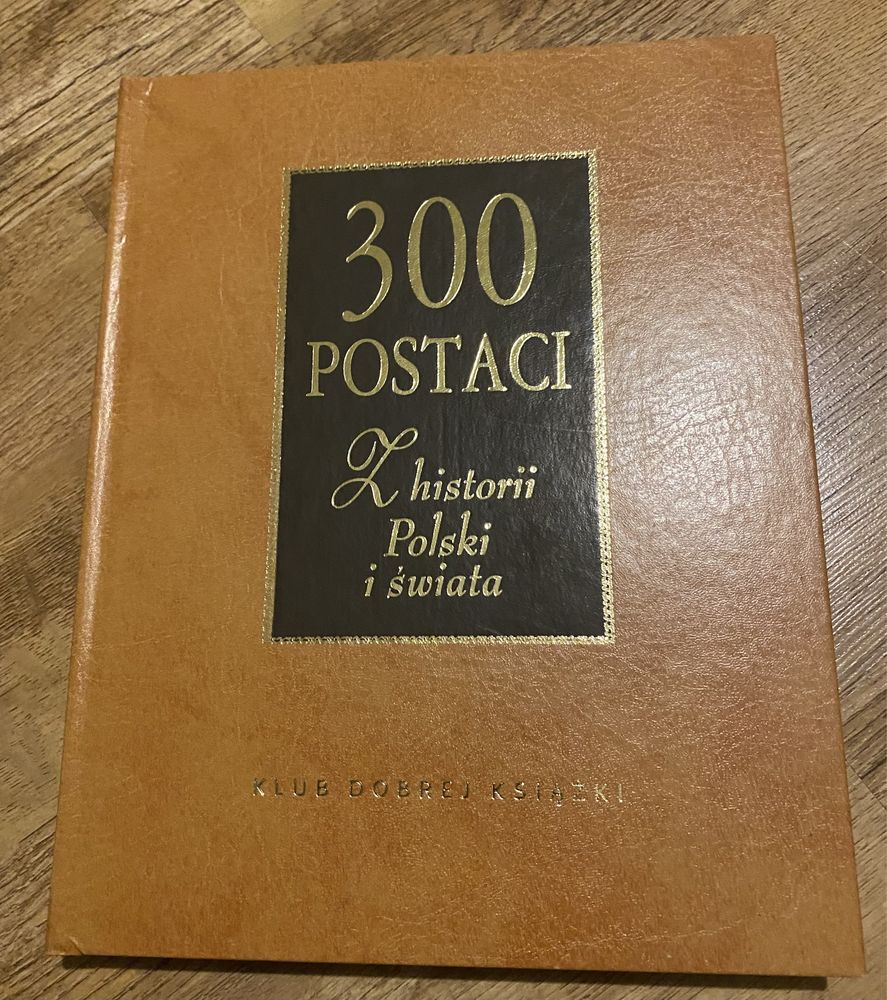 300
POSTACI
Z historii
Polski
i świata
KLUB DOBREJ KSIĄŻKI